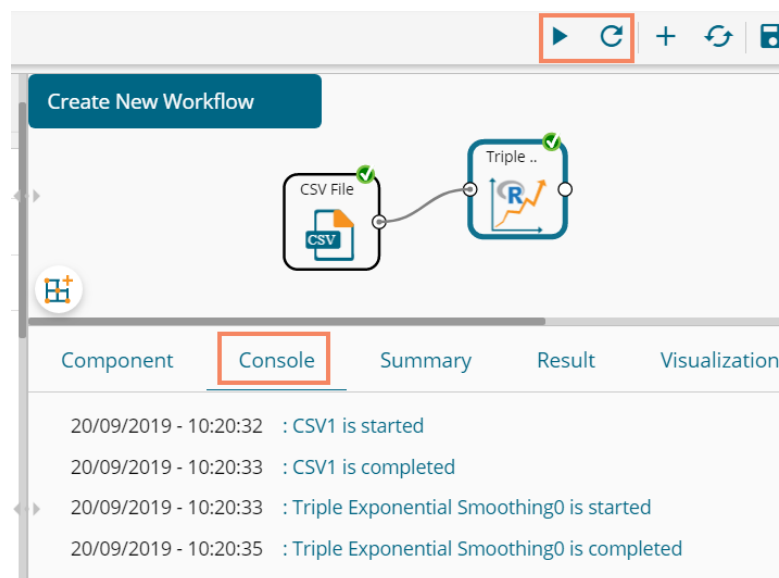 Create New Workflow
Triple ..
CSV File
R
CSV
Component Console Summary Result Visualization
20/09/2019 - 10:20:32 : CSV1 is started
20/09/2019 - 10:20:33 : CSV1 is completed
20/09/2019 - 10:20:33 : Triple Exponential Smoothing0 is started
20/09/2019 - 10:20:35 : Triple Exponential Smoothing0 is completed